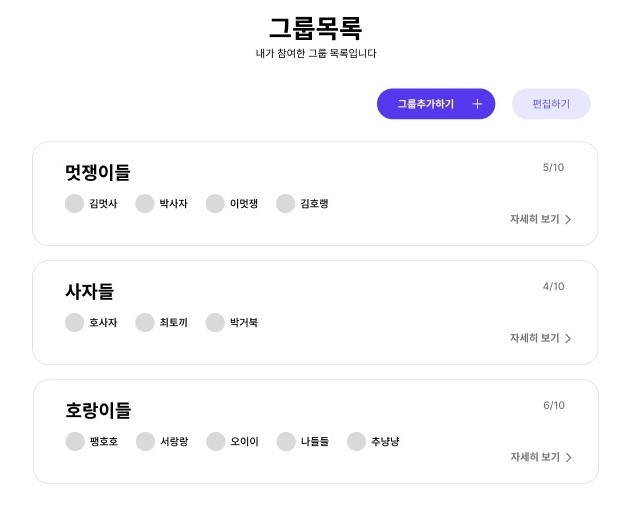 그룹목록
내가 참여한 그룹 목록입니다
그룹추가하기 +
편집하기
멋쟁이들
5/10
김멋사 박사자 이멋쟁 김호랭
자세히 보기 >
사자들
4/10
호사자 최토끼 박거북
자세히 보기 >
호랑이들
6/10
팽호호 서랑랑 오이이 나들들 추냥냥
자세히 보기 >